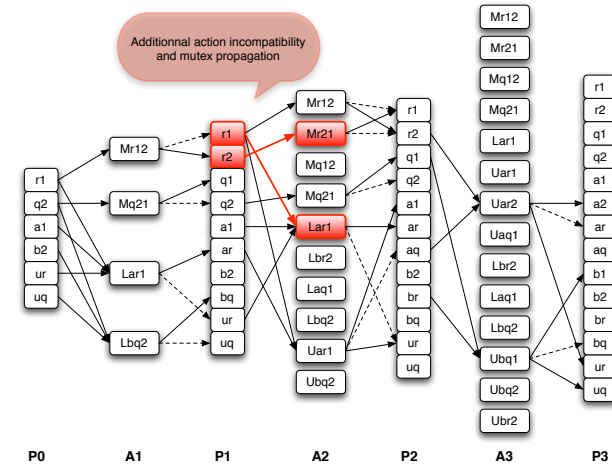 Additionnal action incompatibility
and mutex propagation
r1
q2
a1
b2
ur
uq
Mr12
Mq21
Lar1
Lbq2
r1
r2
q1
q2
a1
ar
b2
bq
ur
uq
Mr12
Mr21
Mq12
Mq21
Lar1
Lbr2
Laq1
Lbq2
Uar1
Ubq2
r1
r2
q1
q2
a1
ar
aq
b2
br
bq
ur
uq
Mr12
Mr21
Mq12
Mq21
Lar1
Uar1
Uar2
Uaq1
Lbr2
Laq1
Lbq2
Ubq1
Ubq2
Ubr2
r1
r2
q1
q2
a1
a2
ar
aq
b1
b2
br
bq
ur
uq
P0 A1 P1 A2 P2 A3 P3